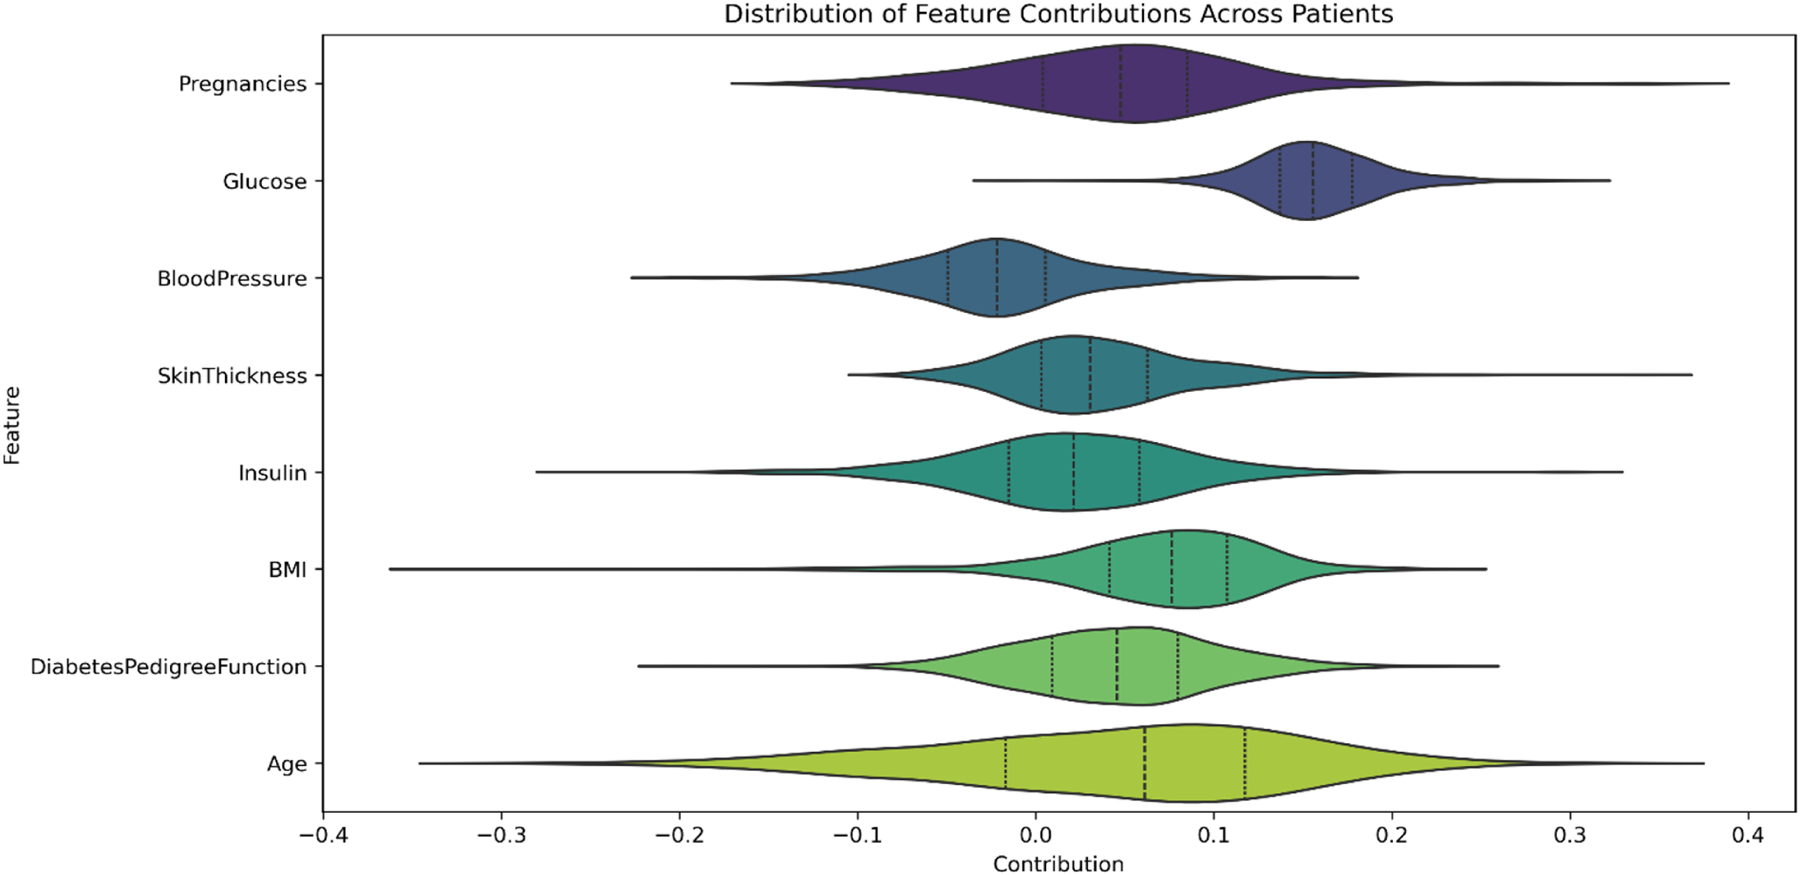 Distribution of Feature Contributions Across Patients
Feature
Pregnancies
Glucose
BloodPressure
SkinThickness
Insulin
BMI
DiabetesPedigreeFunction
Age
−0.4 −0.3 −0.2 −0.1 0.0 0.1 0.2 0.3 0.4
Contribution